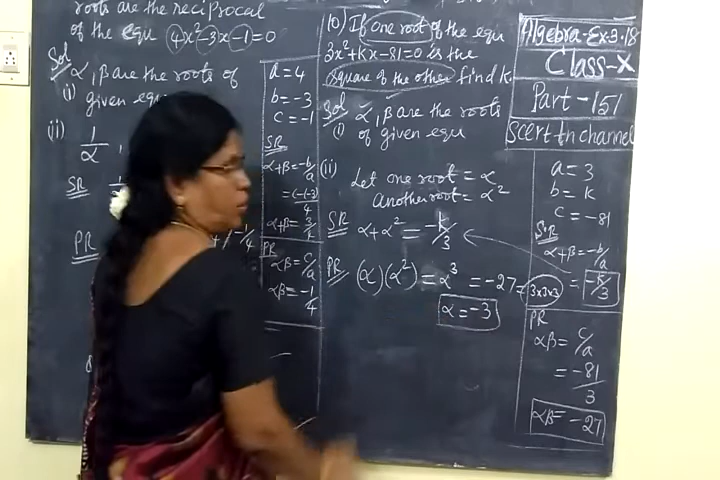 roots are the reciprocal
of the equ 4x²-3x-1=0
Sol α, β are the roots of
(i) given equ
(ii) 1/α,
SR
PR
-1/4
a=4
b=-3
c=-1
SR
α+β=-b/a
=-(-3)/4
α+β=3/4
PR
αβ=c/a
αβ=-1/4
10) If one root of the equ
3x²+kx-81=0 is the
square of the other find k.
Sol α, β are the roots
(i) of given equ
(ii)
Let one root = α
Another root = α²
SR α+α² = -k/3
PR (α)(α²) = α³ = -27 = 3x3x3
α = -3
Algebra-Ex-3.18
Class-X
Part-151
SCERT tn channel
a=3
b=k
c=-81
S.R
α+β=-b/a
= -k/3
PR
αβ= c/a
= -81/3
αβ= -27